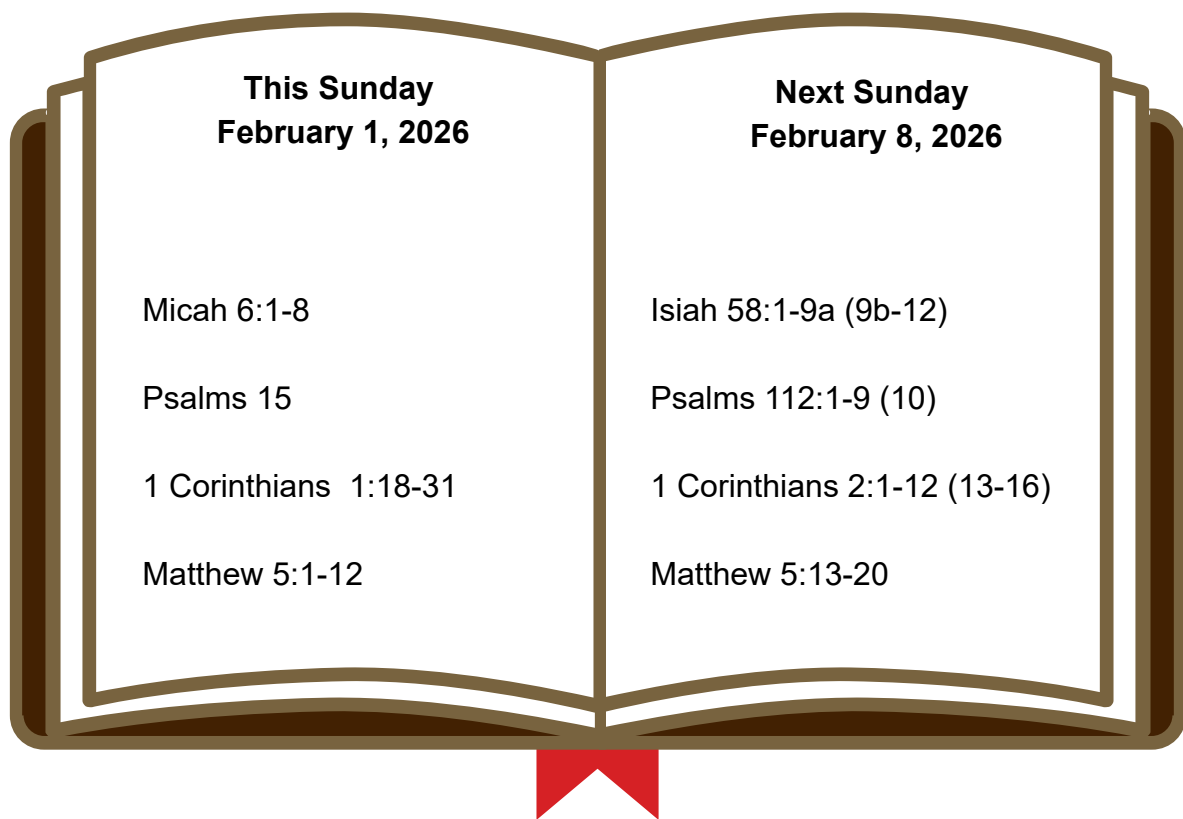 This Sunday
February 1, 2026
Micah 6:1-8
Psalms 15
1 Corinthians  1:18-31
Matthew 5:1-12
Next Sunday
February 8, 2026
Isiah 58:1-9a (9b-12)
Psalms 112:1-9 (10)
1 Corinthians 2:1-12 (13-16)
Matthew 5:13-20